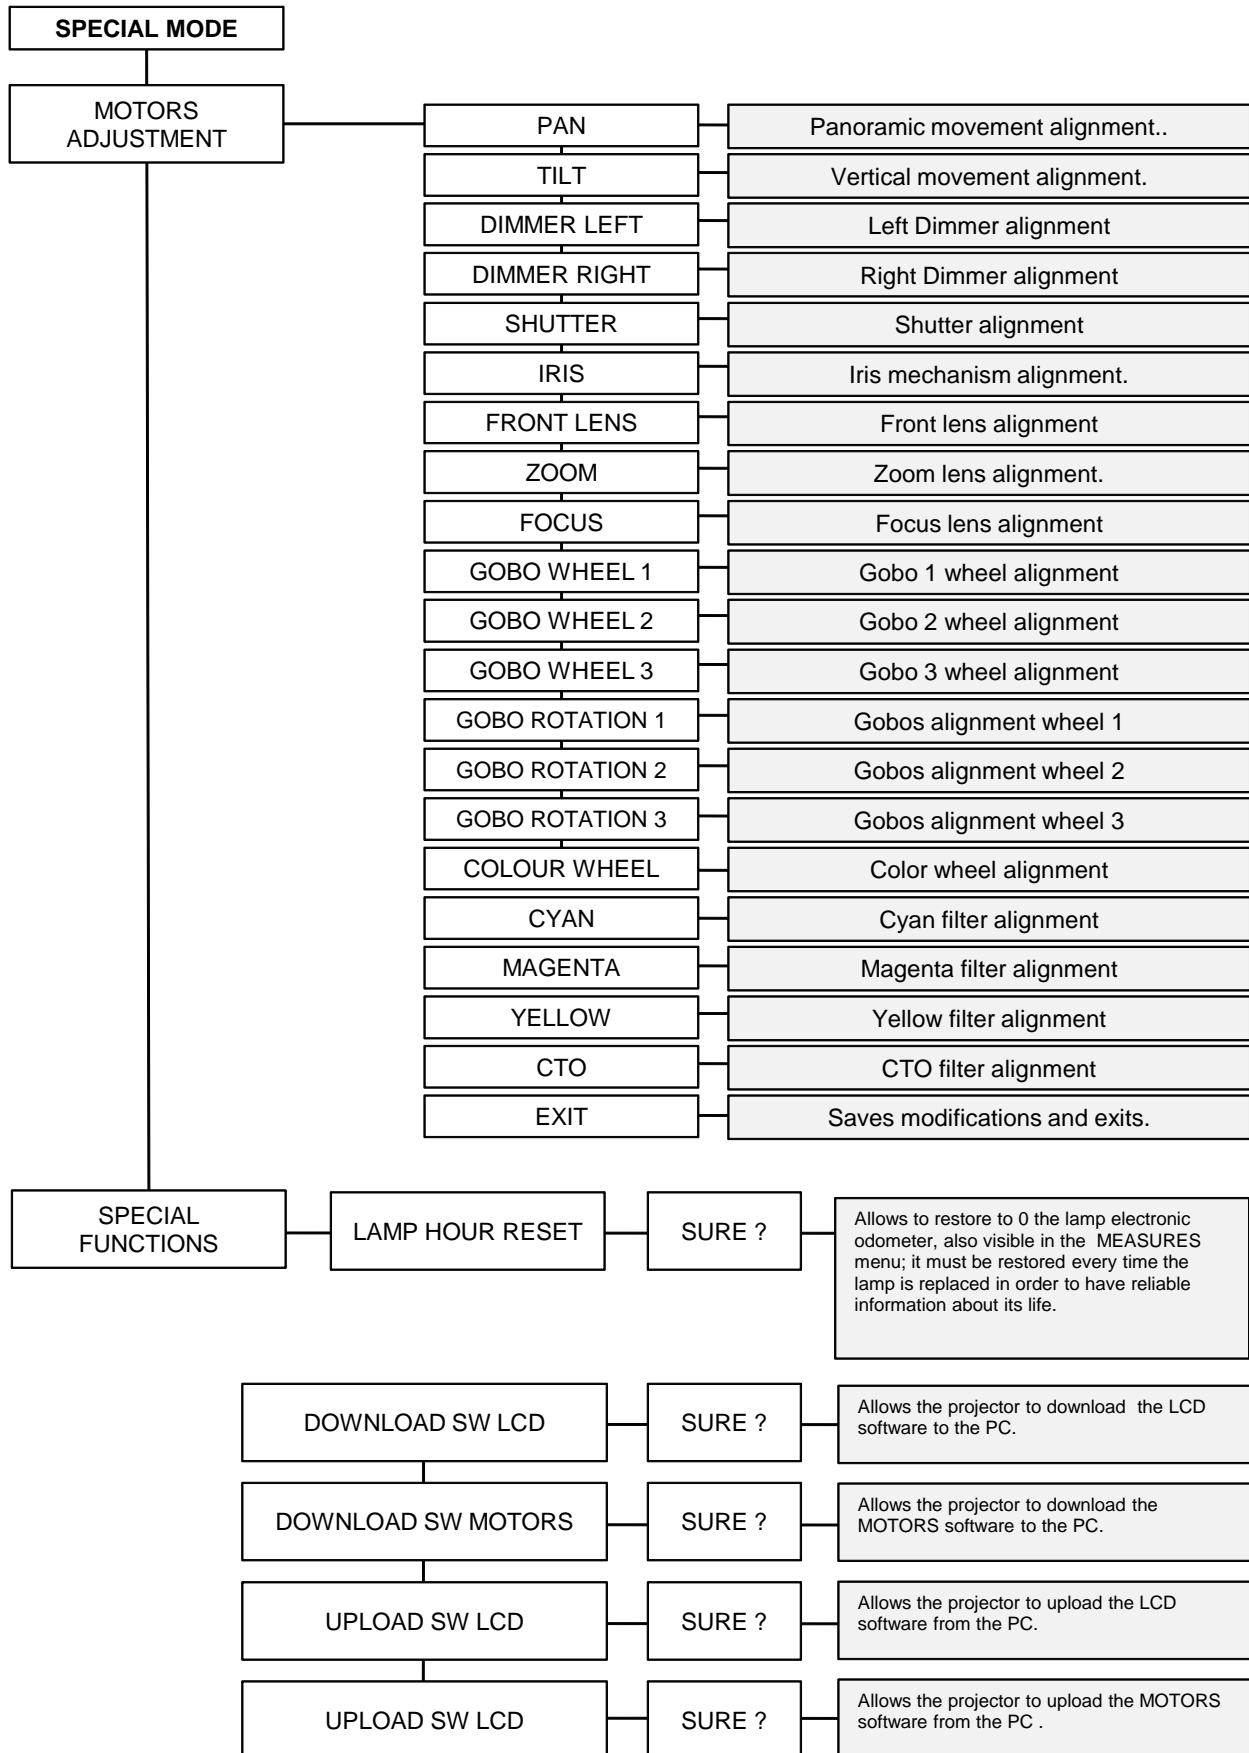 SPECIAL MODE
MOTORS
ADJUSTMENT
PAN
Panoramic movement alignment..
TILT
Vertical movement alignment.
DIMMER LEFT
Left Dimmer alignment
DIMMER RIGHT
Right Dimmer alignment
SHUTTER
Shutter alignment
IRIS
Iris mechanism alignment.
FRONT LENS
Front lens alignment
ZOOM
Zoom lens alignment.
FOCUS
Focus lens alignment
GOBO WHEEL 1
Gobo 1 wheel alignment
GOBO WHEEL 2
Gobo 2 wheel alignment
GOBO WHEEL 3
Gobo 3 wheel alignment
GOBO ROTATION 1
Gobos alignment wheel 1
GOBO ROTATION 2
Gobos alignment wheel 2
GOBO ROTATION 3
Gobos alignment wheel 3
COLOUR WHEEL
Color wheel alignment
CYAN
Cyan filter alignment
MAGENTA
Magenta filter alignment
YELLOW
Yellow filter alignment
CTO
CTO filter alignment
EXIT
Saves modifications and exits.
SPECIAL
FUNCTIONS
LAMP HOUR RESET
SURE ?
Allows to restore to 0 the lamp electronic
odometer, also visible in the MEASURES
menu; it must be restored every time the
lamp is replaced in order to have reliable
information about its life.
DOWNLOAD SW LCD
SURE ?
Allows the projector to download the LCD
software to the PC.
DOWNLOAD SW MOTORS
SURE ?
Allows the projector to download the
MOTORS software to the PC.
UPLOAD SW LCD
SURE ?
Allows the projector to upload the LCD
software from the PC.
UPLOAD SW LCD
SURE ?
Allows the projector to upload the MOTORS
software from the PC .